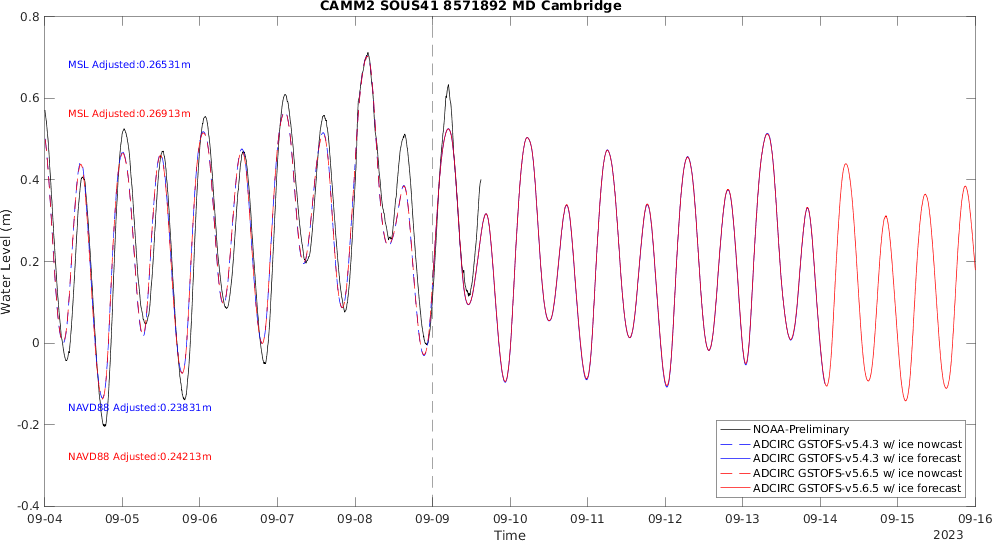 CAMM2 SOUS41 8571892 MD Cambridge
0.8
MSL Adjusted:0.26531m
0.6
MSL Adjusted:0.26913m
0.4
Water Level (m)
0.2
0
NAVD88 Adjusted:0.23831m
-0.2
NAVD88 Adjusted:0.24213m
-0.4
NOAA-Preliminary
ADCIRC GSTOFS-v5.4.3 w/ ice nowcast
ADCIRC GSTOFS-v5.4.3 w/ ice forecast
ADCIRC GSTOFS-v5.6.5 w/ ice nowcast
ADCIRC GSTOFS-v5.6.5 w/ ice forecast
09-04 09-05 09-06 09-07 09-08 09-09 09-10 09-11 09-12 09-13 09-14 09-15 09-16
Time
2023